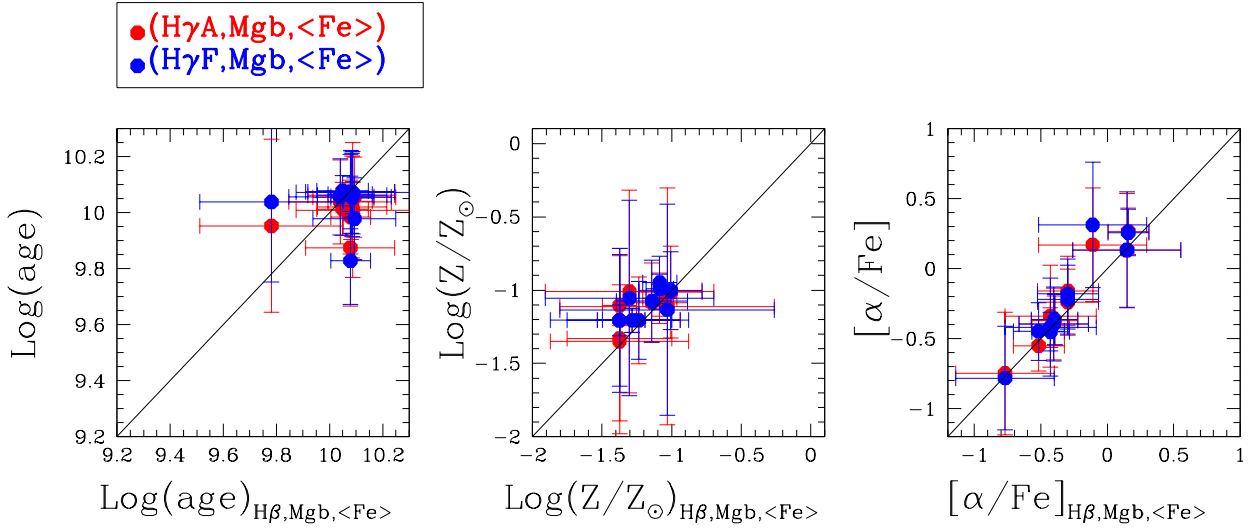 (HγA,Mgb,<Fe>)
(HγF,Mgb,<Fe>)
Log(age)
10.2
10
9.8
9.6
9.4
9.2
9.2 9.4 9.6 9.8 10 10.2
Log(age)Hβ,Mgb,<Fe>
Log(Z/Z⊙)
0
−0.5
−1
−1.5
−2
−2 −1.5 −1 −0.5 0
Log(Z/Z⊙)Hβ,Mgb,<Fe>
[α/Fe]
1
0.5
0
−0.5
−1
−1 −0.5 0 0.5 1
[α/Fe]Hβ,Mgb,<Fe>